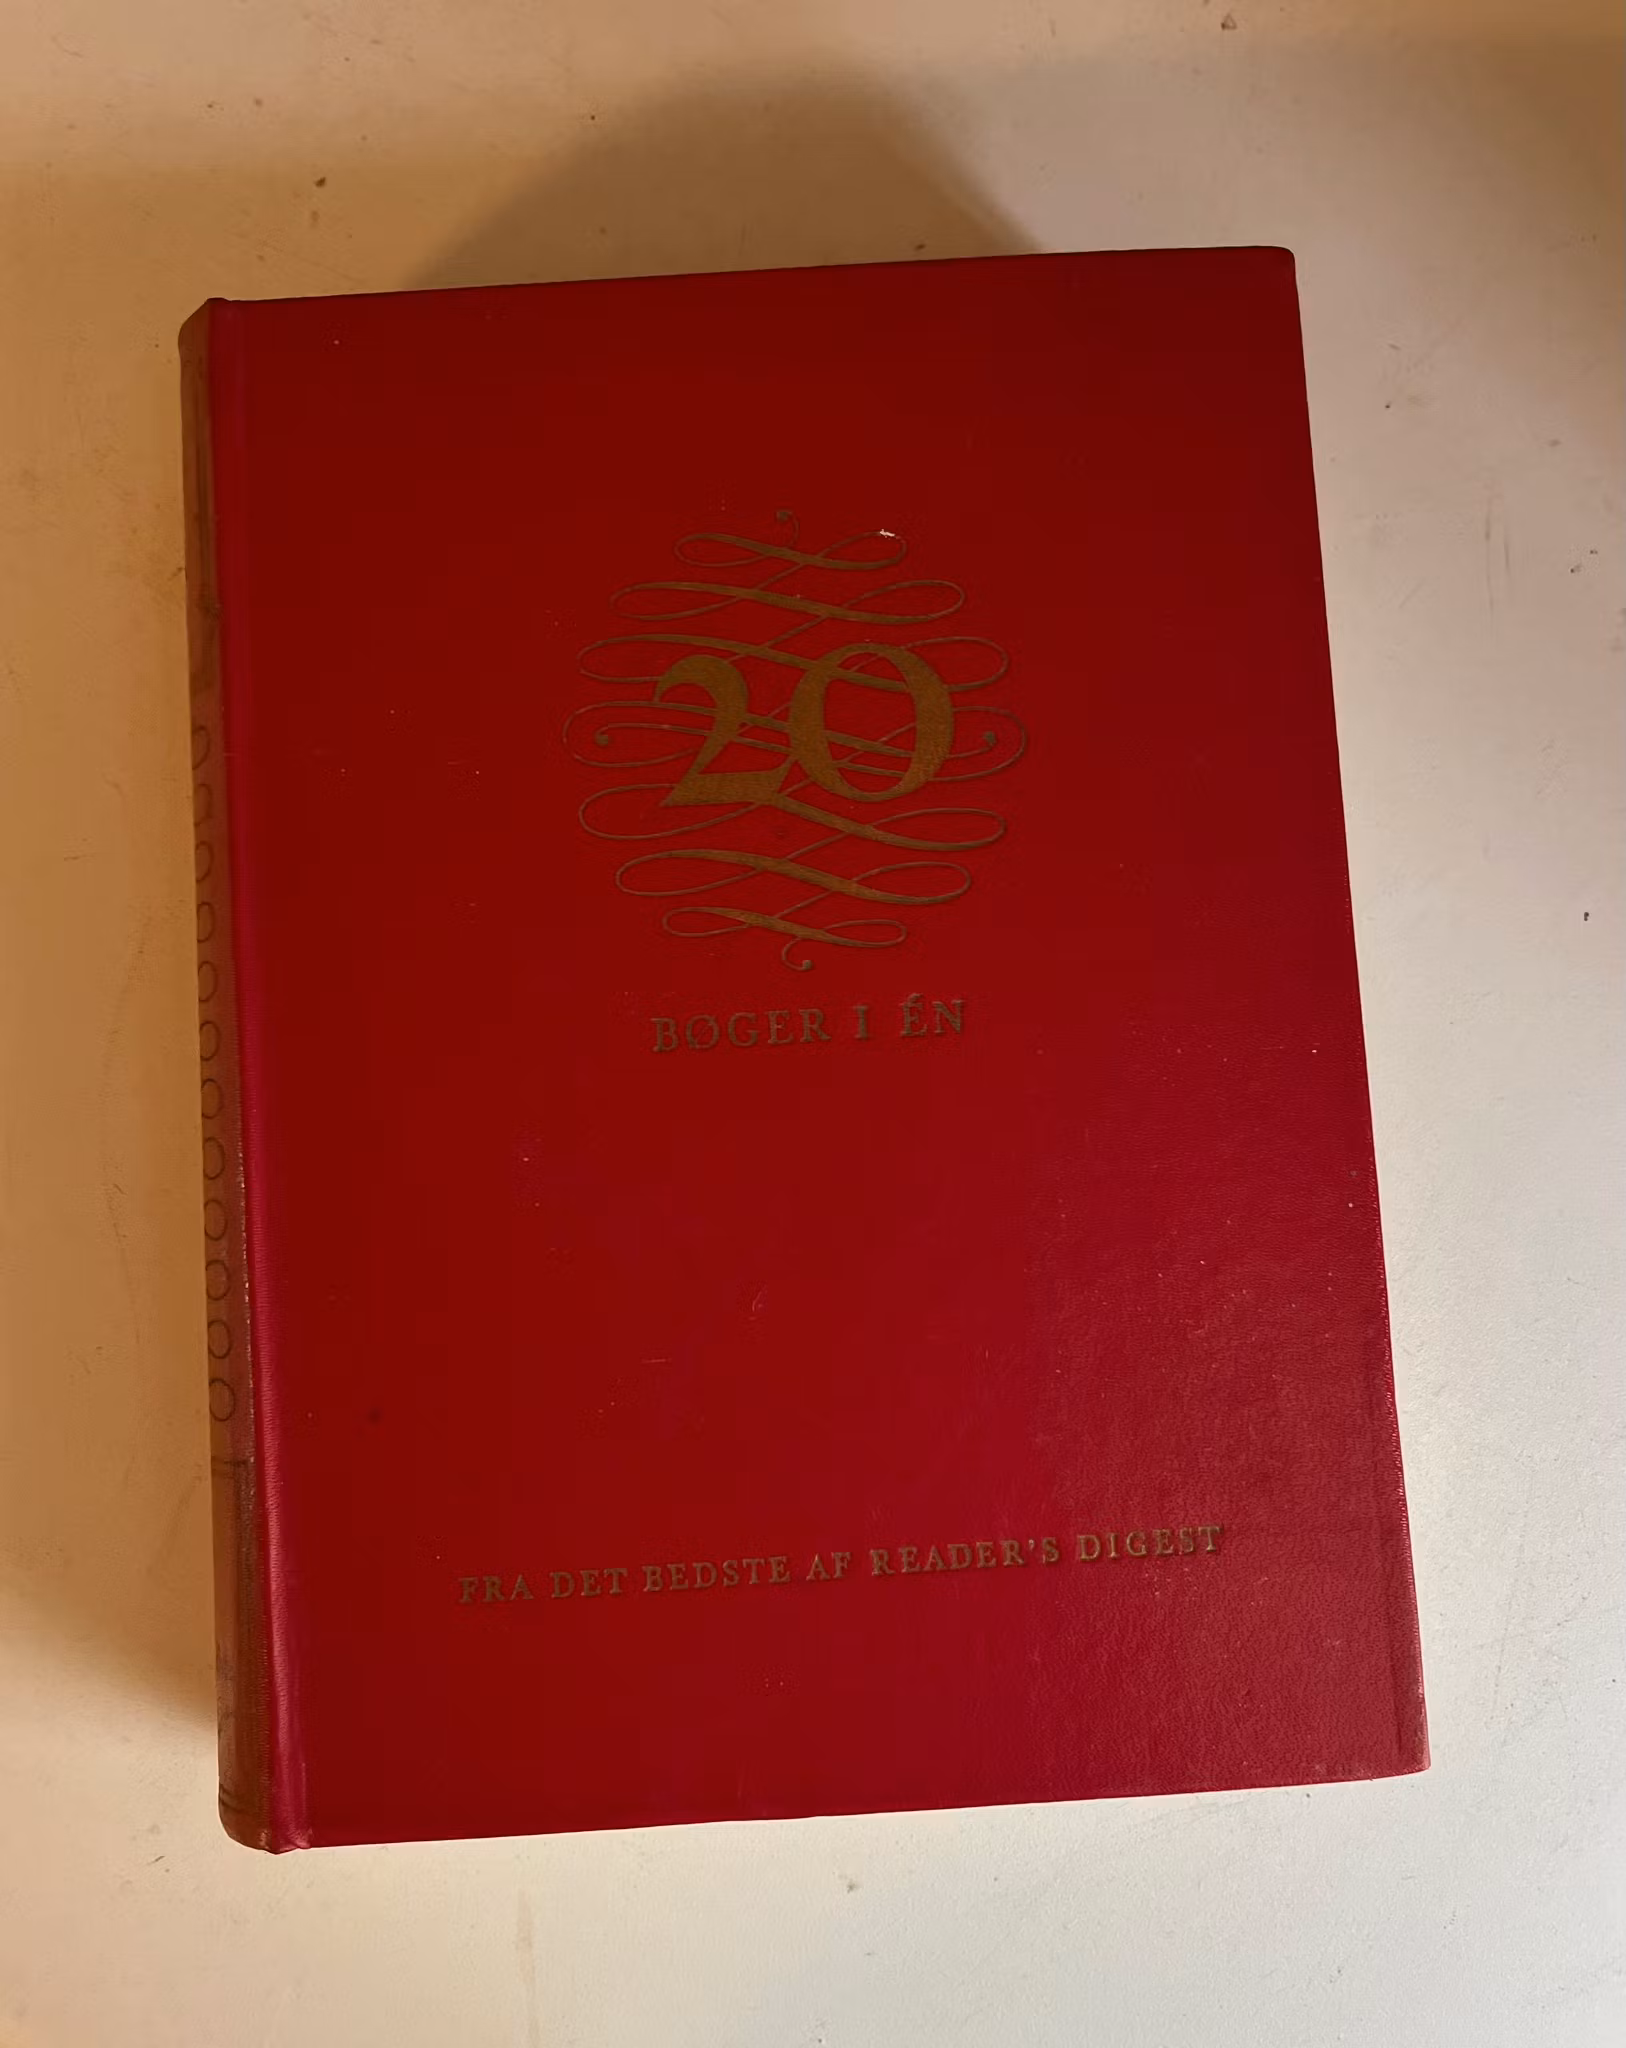 20
BØGER I ÉN
FRA DET BEDSTE AF READER'S DIGEST